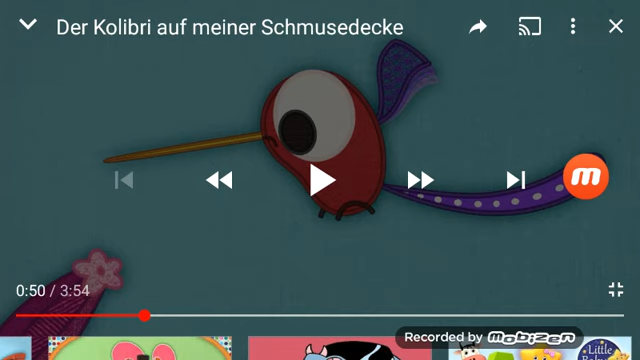 Der Kolibri auf meiner Schmusedecke
m
0:50 / 3:54
Recorded by mobizen
Little